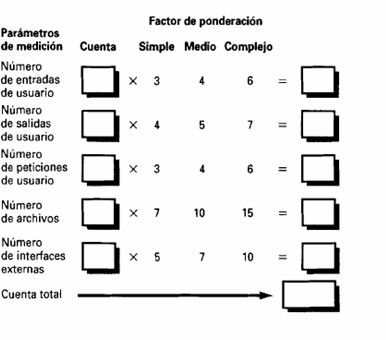 Factor de ponderación
Parámetros
de medición Cuenta Simple Medio Complejo
Número
de entradas × 3 4 6 =
de usuario
Número
de salidas × 4 5 7 =
de usuario
Número
de peticiones × 3 4 6 =
de usuario
Número
de archivos × 7 10 15 =
Número
de interfaces × 5 7 10 =
externas
Cuenta total